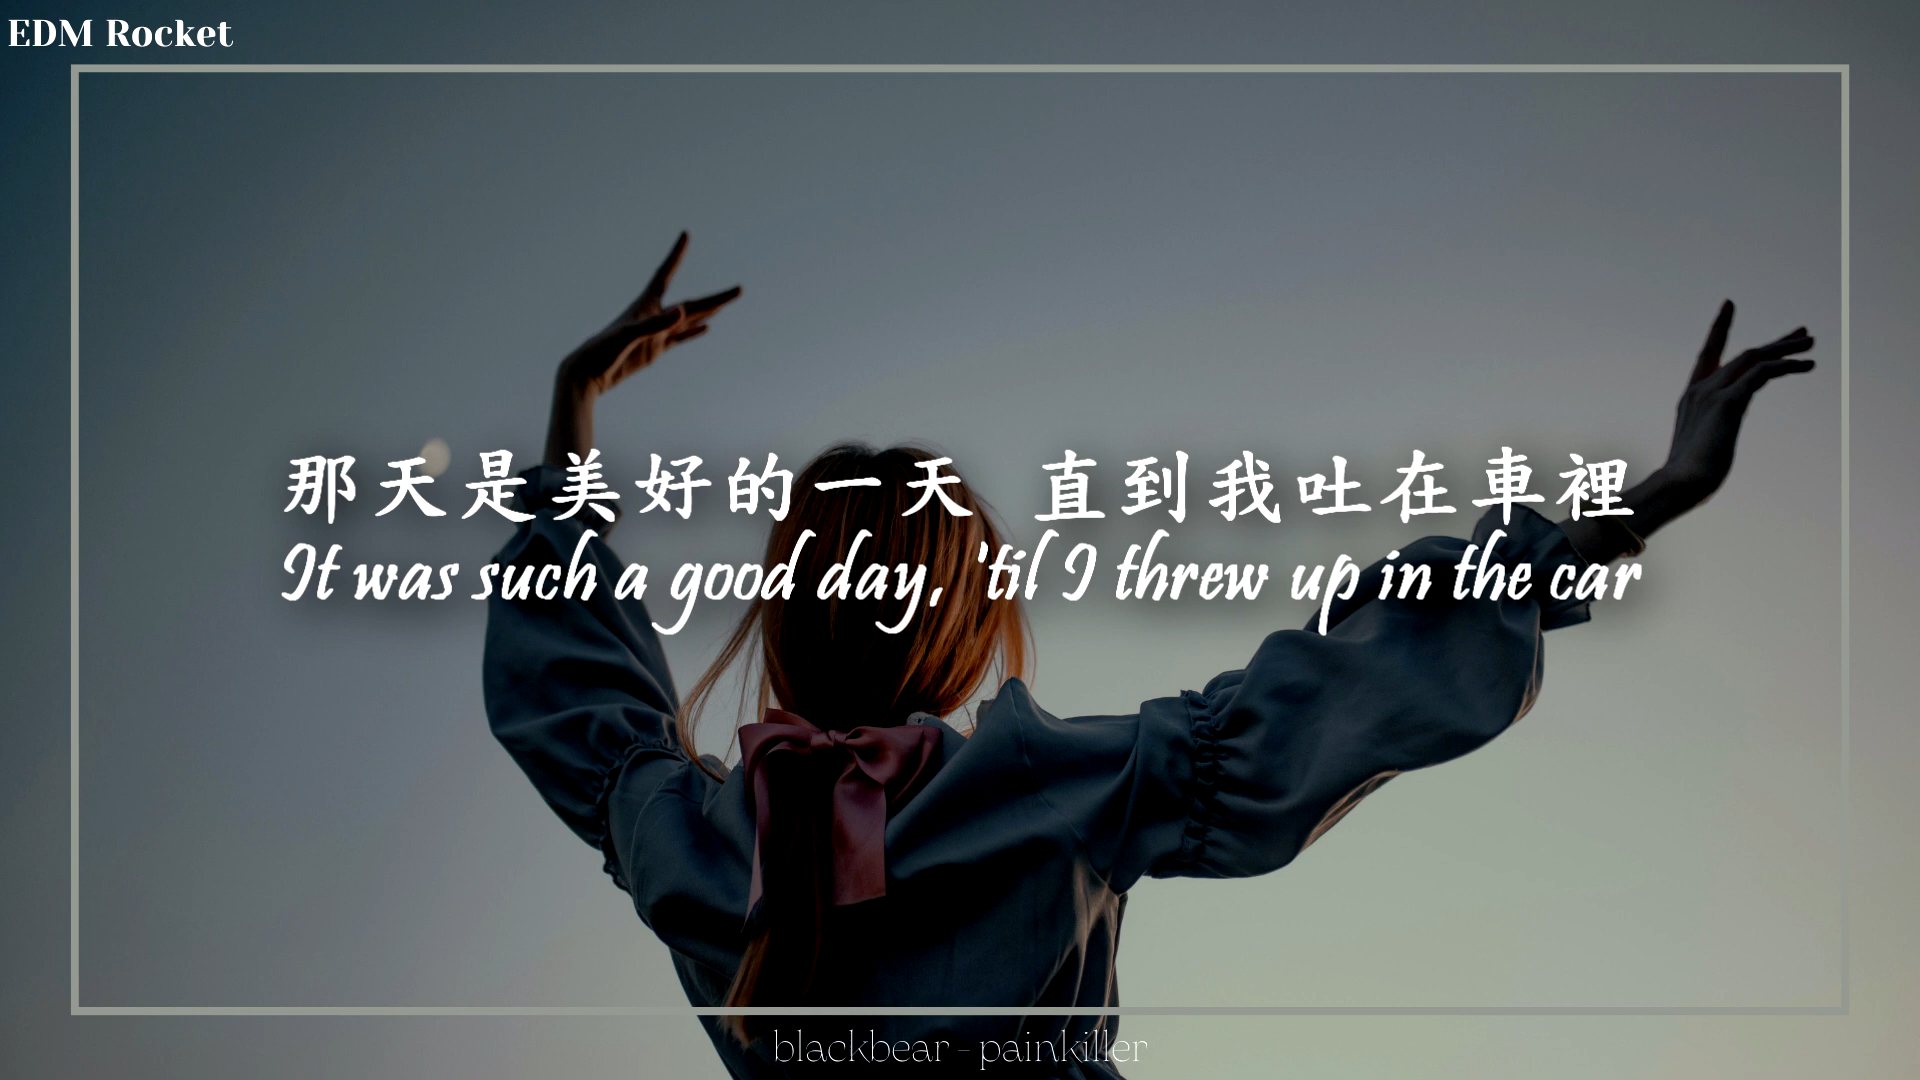 EDM Rocket
那天是美好的一天 直到我吐在車裡
It was such a good day, 'til I threw up in the car
blackbear - painkiller